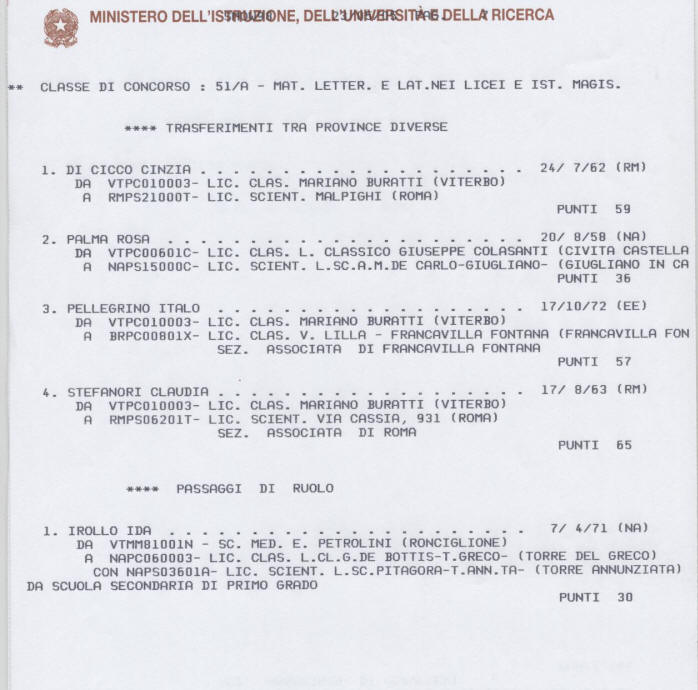 MINISTERO DELL'ISTRUZIONE, DELL'UNIVERSITÀ E DELLA RICERCA
** CLASSE DI CONCORSO : 51/A - MAT. LETTER. E LAT.NEI LICEI E IST. MAGIS.
**** TRASFERIMENTI TRA PROVINCE DIVERSE
1. DI CICCO CINZIA . . . . . . . . . . . . . . . . . . . . 24/ 7/62 (RM)
DA VTPC010003- LIC. CLAS. MARIANO BURATTI (VITERBO)
A RMPS21000T- LIC. SCIENT. MALPIGHI (ROMA)
PUNTI 59
2. PALMA ROSA . . . . . . . . . . . . . . . . . . . . . . 20/ 8/58 (NA)
DA VTPC00601C- LIC. CLAS. L. CLASSICO GIUSEPPE COLASANTI (CIVITA CASTELLA
A NAPS15000C- LIC. SCIENT. L.SC.A.M.DE CARLO-GIUGLIANO- (GIUGLIANO IN CA
PUNTI 36
3. PELLEGRINO ITALO . . . . . . . . . . . . . . . . . . . 17/10/72 (EE)
DA VTPC010003- LIC. CLAS. MARIANO BURATTI (VITERBO)
A BRPC00801X- LIC. CLAS. V. LILLA - FRANCAVILLA FONTANA (FRANCAVILLA FON
SEZ. ASSOCIATA DI FRANCAVILLA FONTANA
PUNTI 57
4. STEFANORI CLAUDIA . . . . . . . . . . . . . . . . . . . 17/ 8/63 (RM)
DA VTPC010003- LIC. CLAS. MARIANO BURATTI (VITERBO)
A RMPS06201T- LIC. SCIENT. VIA CASSIA, 931 (ROMA)
SEZ. ASSOCIATA DI ROMA
PUNTI 65
**** PASSAGGI DI RUOLO
1. IROLLO IDA . . . . . . . . . . . . . . . . . . . . . . 7/ 4/71 (NA)
DA VTMM81001N - SC. MED. E. PETROLINI (RONCIGLIONE)
A NAPC060003- LIC. CLAS. L.CL.G.DE BOTTIS-T.GRECO- (TORRE DEL GRECO)
CON NAPS03601A- LIC. SCIENT. L.SC.PITAGORA-T.ANN.TA- (TORRE ANNUNZIATA)
DA SCUOLA SECONDARIA DI PRIMO GRADO
PUNTI 30